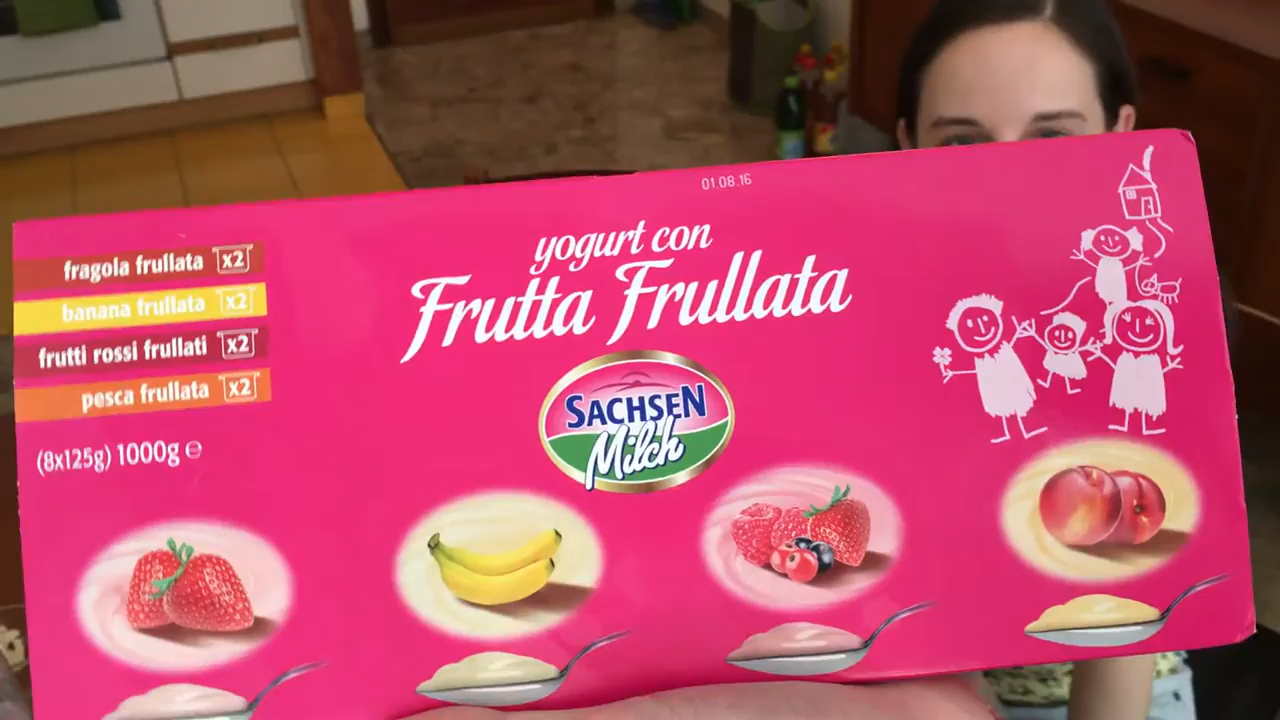 01.08.16
yogurt con
Frutta Frullata
fragola frullata x2
banana frullata x2
frutti rossi frullati x2
pesca frullata x2
(8x125g) 1000g ℮
SACHSEN
Milch